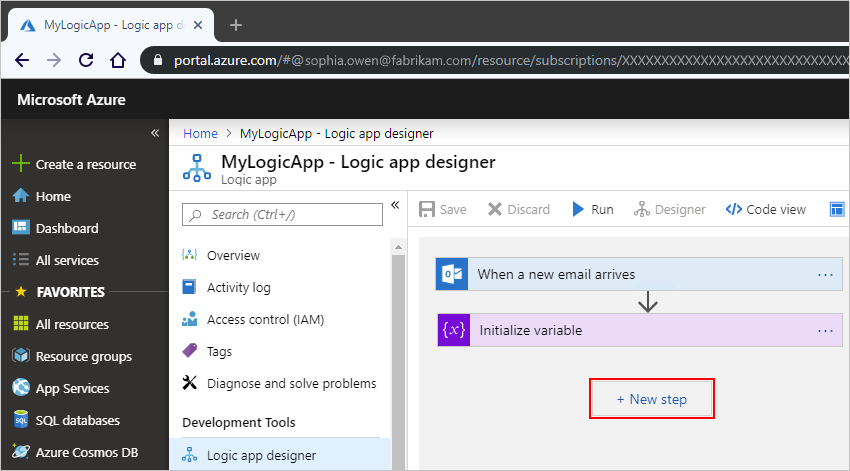 MyLogicApp - Logic app d
portal.azure.com/#@sophia.owen@fabrikam.com/resource/subscriptions/XXXXXXXXXXXXXXXXXXXXXXXXXXXXX
Microsoft Azure
Create a resource
Home
Dashboard
All services
FAVORITES
All resources
Resource groups
App Services
SQL databases
Azure Cosmos DB
Home > MyLogicApp - Logic app designer
MyLogicApp - Logic app designer
Logic app
Search (Ctrl+/)
Overview
Activity log
Access control (IAM)
Tags
Diagnose and solve problems
Development Tools
Logic app designer
Save Discard Run Designer Code view
When a new email arrives
{x} Initialize variable
+ New step